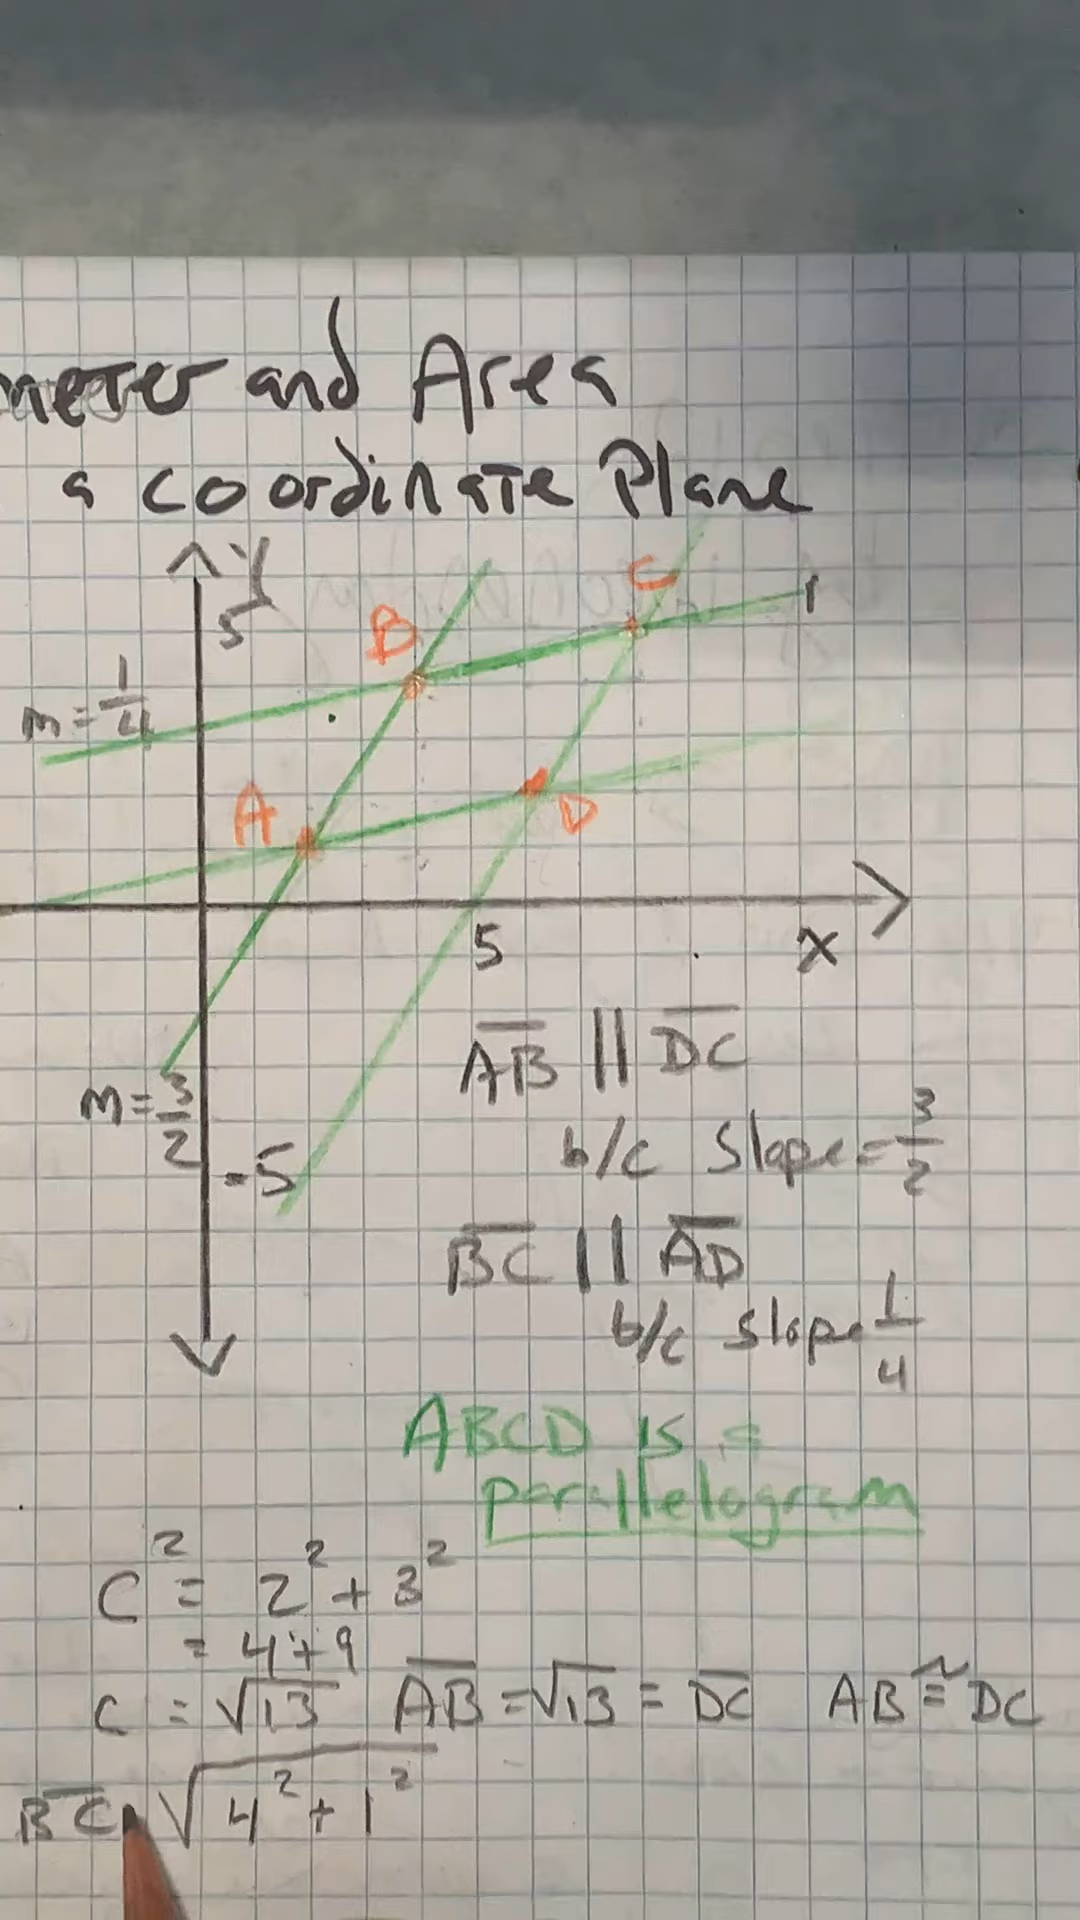 and Area
a coordinate Plane
y
5
C
B
m = 1/4
A
D
5
x
AB || DC
m = 3/2
b/c slope = 3/2
-5
BC || AD
b/c slope 1/4
ABCD is a
parallelogram
C² = 2² + 3²
= 4 + 9
C = √13 AB = √13 = DC AB ≅ DC
BC √4² + 1²